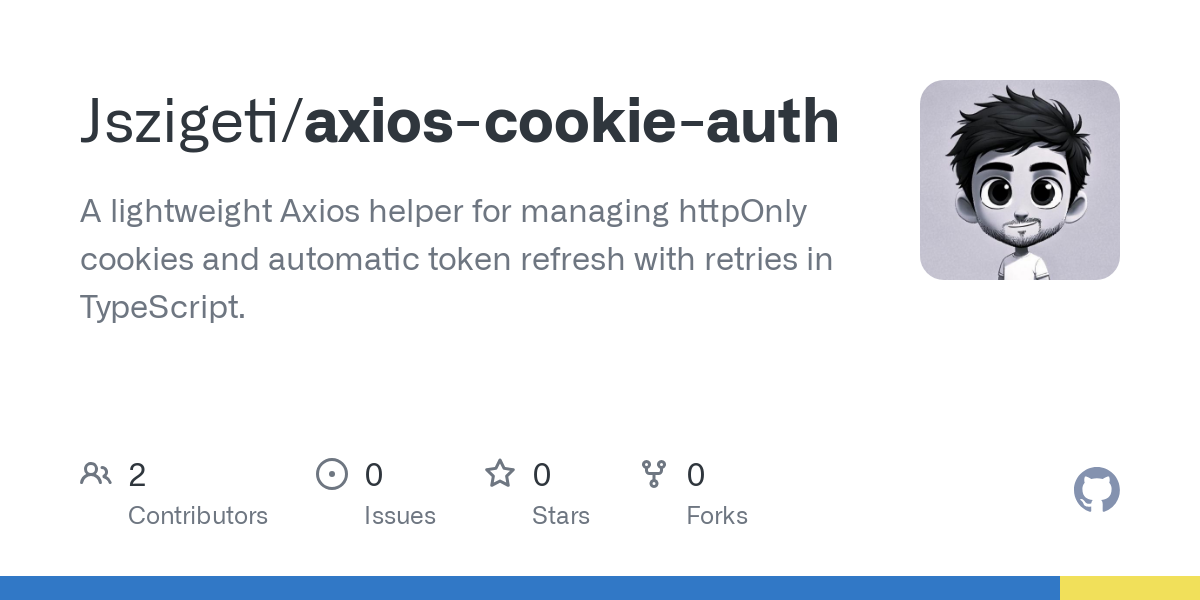 Jszigeti/axios-cookie-auth
A lightweight Axios helper for managing httpOnly
cookies and automatic token refresh with retries in
TypeScript.
2 0 0 0
Contributors Issues Stars Forks